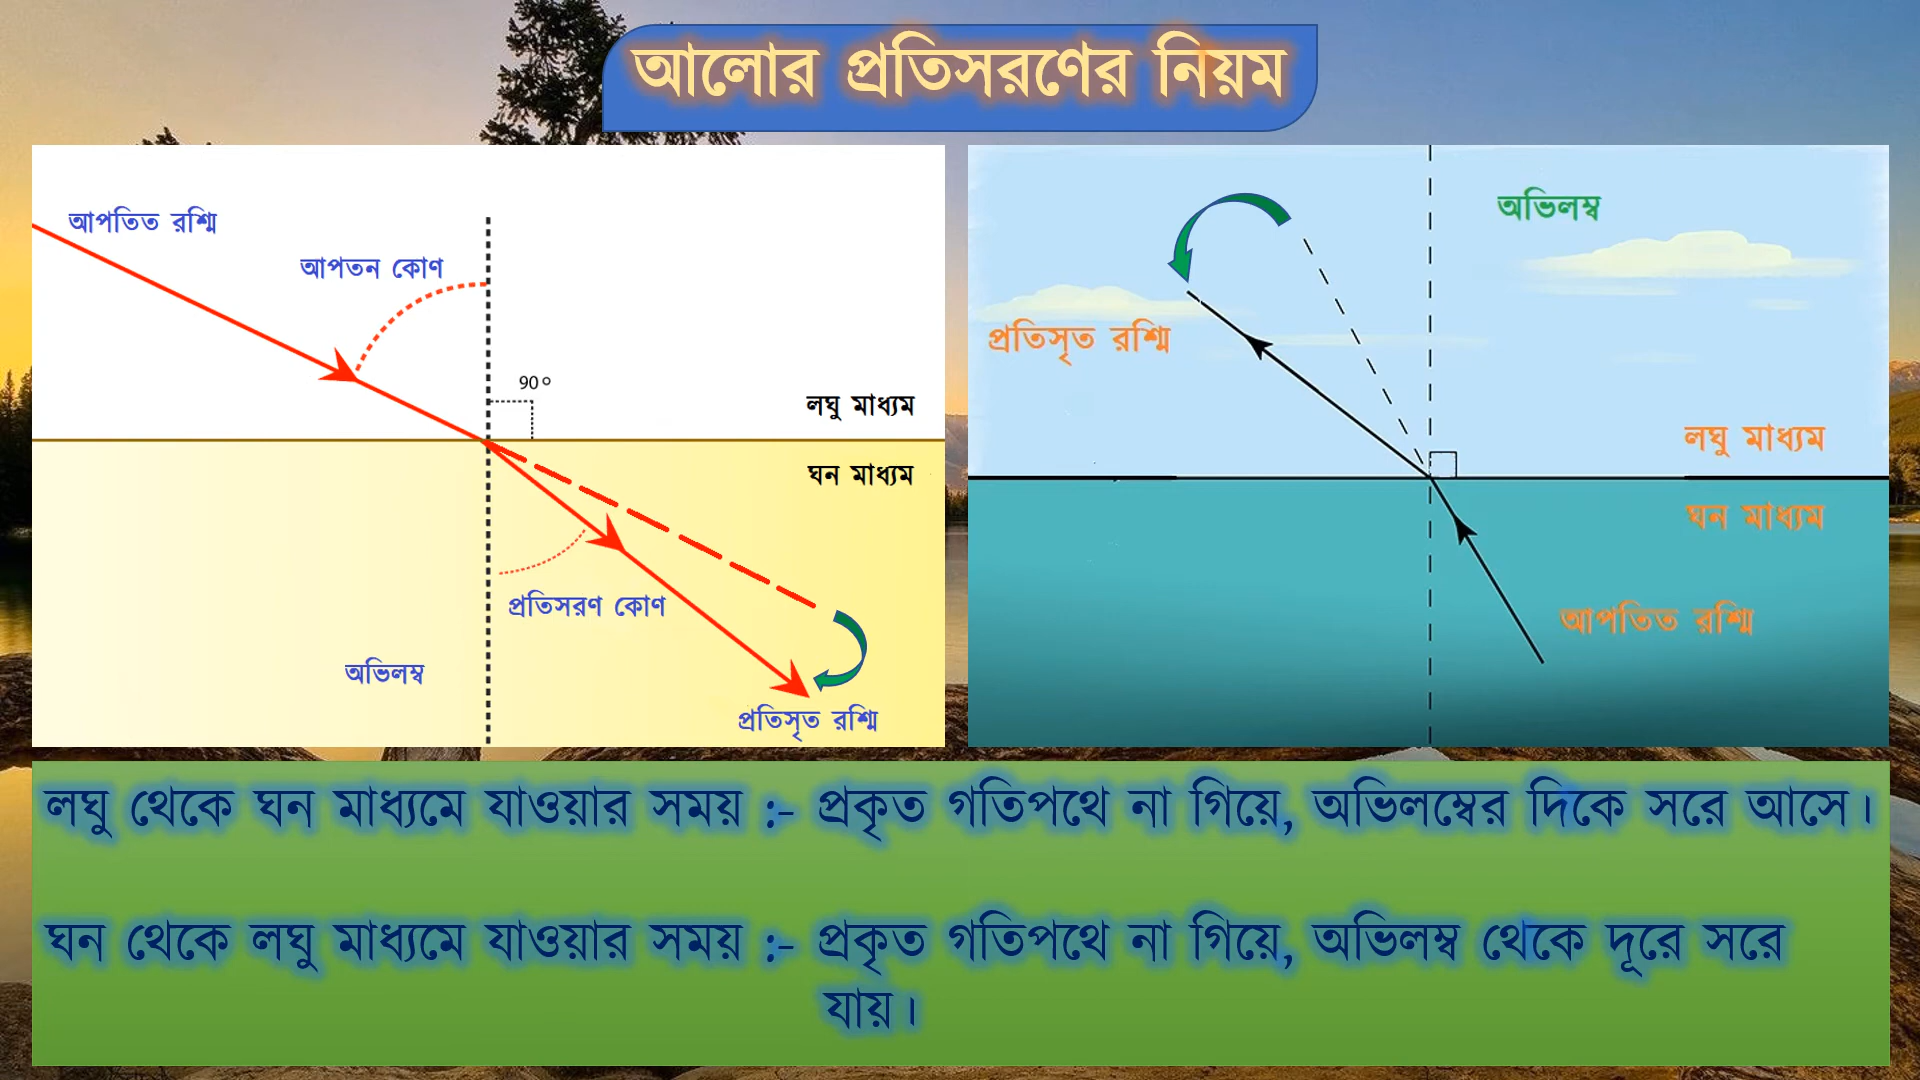 আলোর প্রতিসরণের নিয়ম
আপতিত রশ্মি
আপতন কোণ
90°
লঘু মাধ্যম
ঘন মাধ্যম
প্রতিসরণ কোণ
অভিলম্ব
প্রতিসৃত রশ্মি
অভিলম্ব
প্রতিসৃত রশ্মি
লঘু মাধ্যম
ঘন মাধ্যম
আপতিত রশ্মি
লঘু থেকে ঘন মাধ্যমে যাওয়ার সময় :- প্রকৃত গতিপথে না গিয়ে, অভিলম্বের দিকে সরে আসে।
ঘন থেকে লঘু মাধ্যমে যাওয়ার সময় :- প্রকৃত গতিপথে না গিয়ে, অভিলম্ব থেকে দূরে সরে
যায়।